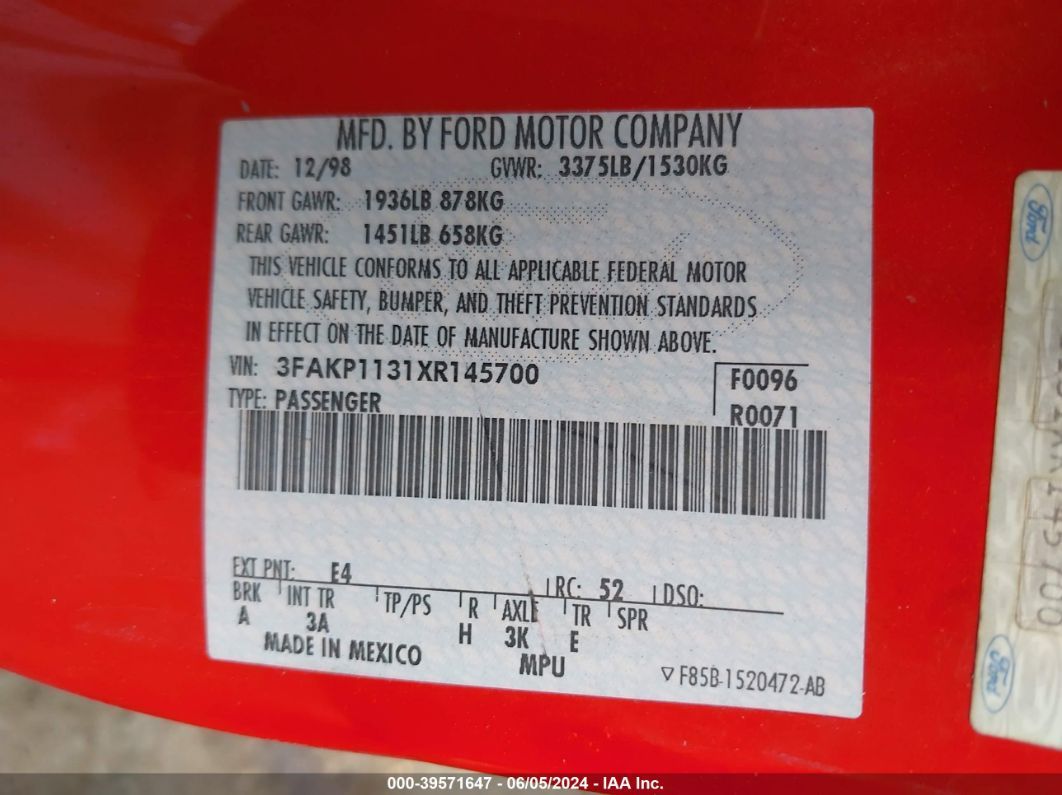 MFD. BY FORD MOTOR COMPANY
DATE: 12/98 GVWR: 3375LB/1530KG
FRONT GAWR: 1936LB 878KG
REAR GAWR: 1451LB 658KG
THIS VEHICLE CONFORMS TO ALL APPLICABLE FEDERAL MOTOR
VEHICLE SAFETY, BUMPER, AND THEFT PREVENTION STANDARDS
IN EFFECT ON THE DATE OF MANUFACTURE SHOWN ABOVE.
VIN: 3FAKP1131XR145700 F0096
TYPE: PASSENGER R0071
EXT PNT: E4 RC: 52 DSO:
BRK INT TR TP/PS R AXLE TR SPR
A 3A H 3K E
MADE IN MEXICO MPU
F85B-1520472-AB
Ford
Ford
000-39571647 - 06/05/2024 - IAA Inc.